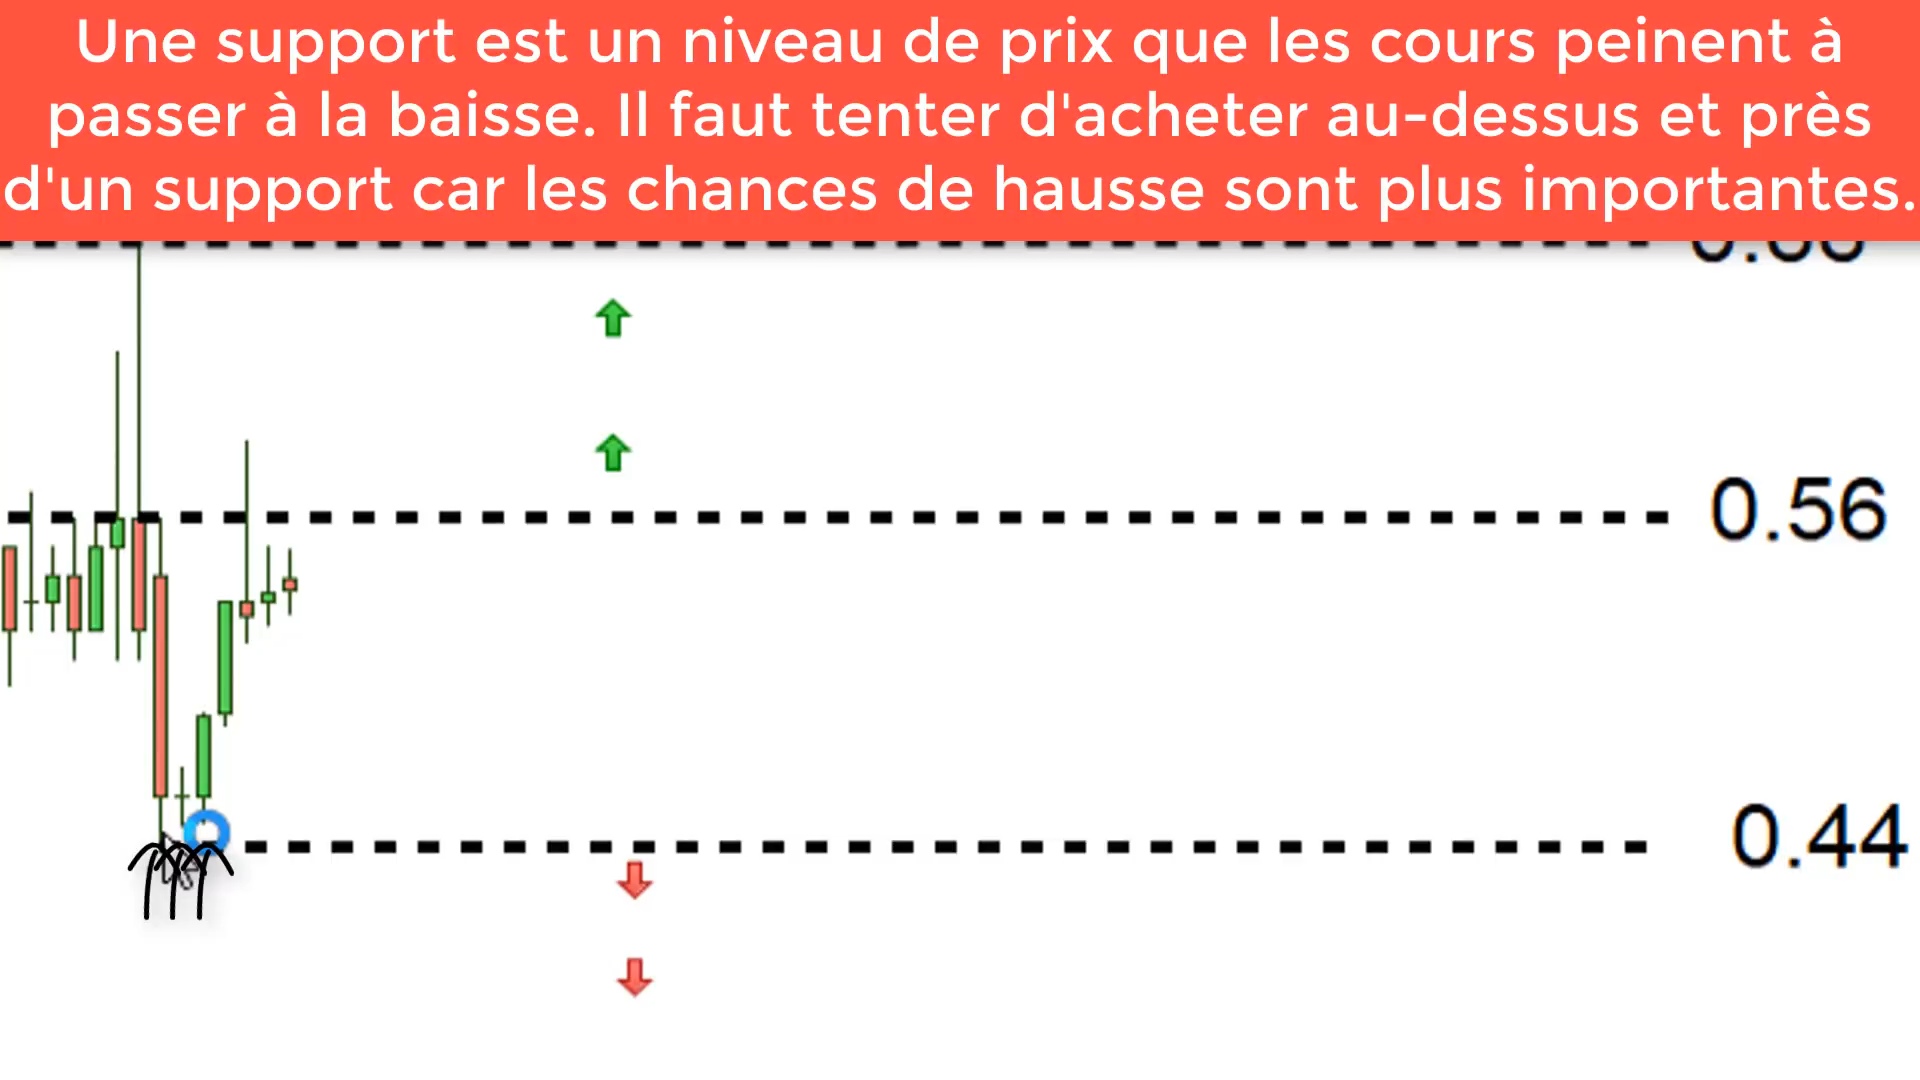 Une support est un niveau de prix que les cours peinent à
passer à la baisse. Il faut tenter d'acheter au-dessus et près
d'un support car les chances de hausse sont plus importantes.
0.56
0.44